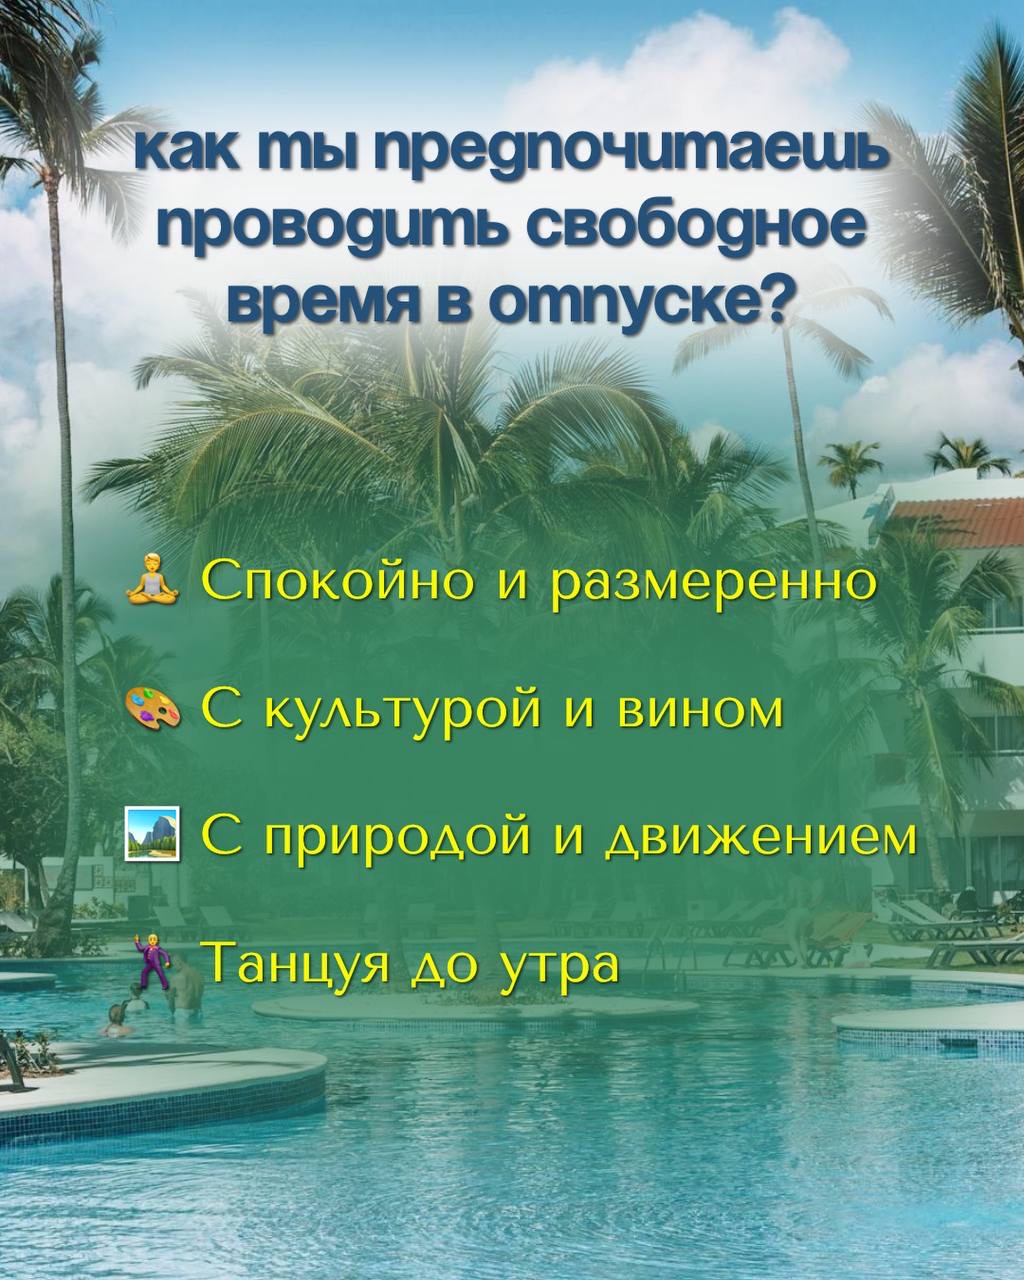 как ты предпочитаешь
проводить свободное
время в отпуске?
🧘 Спокойно и размеренно
🎨 С культурой и вином
🏞️ С природой и движением
🕺 Танцуя до утра